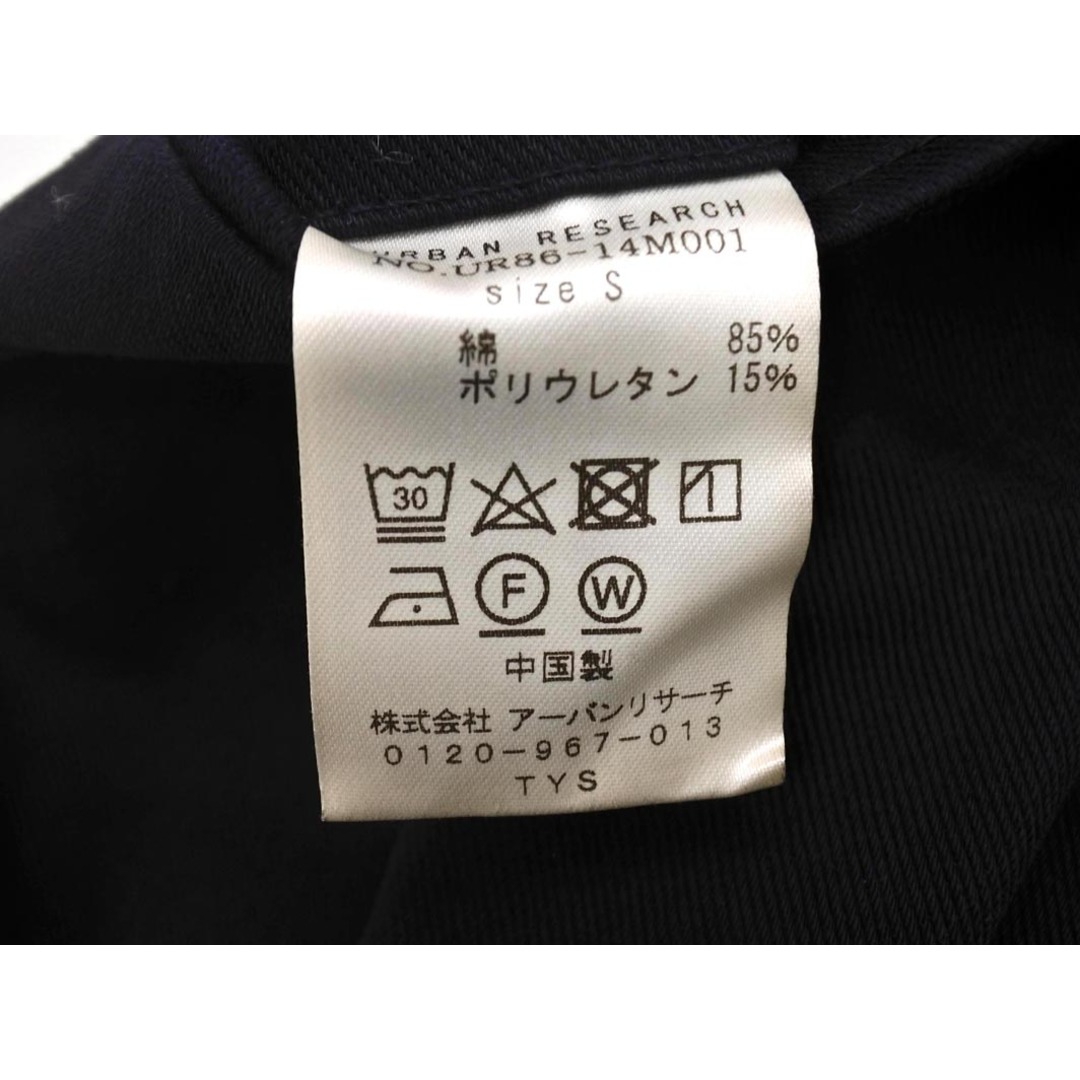 URBAN RESEARCH
NO.UR86-14M001
size S
綿 85%
ポリウレタン 15%
30
F W
中国製
株式会社 アーバンリサーチ
0120-967-013
TYS